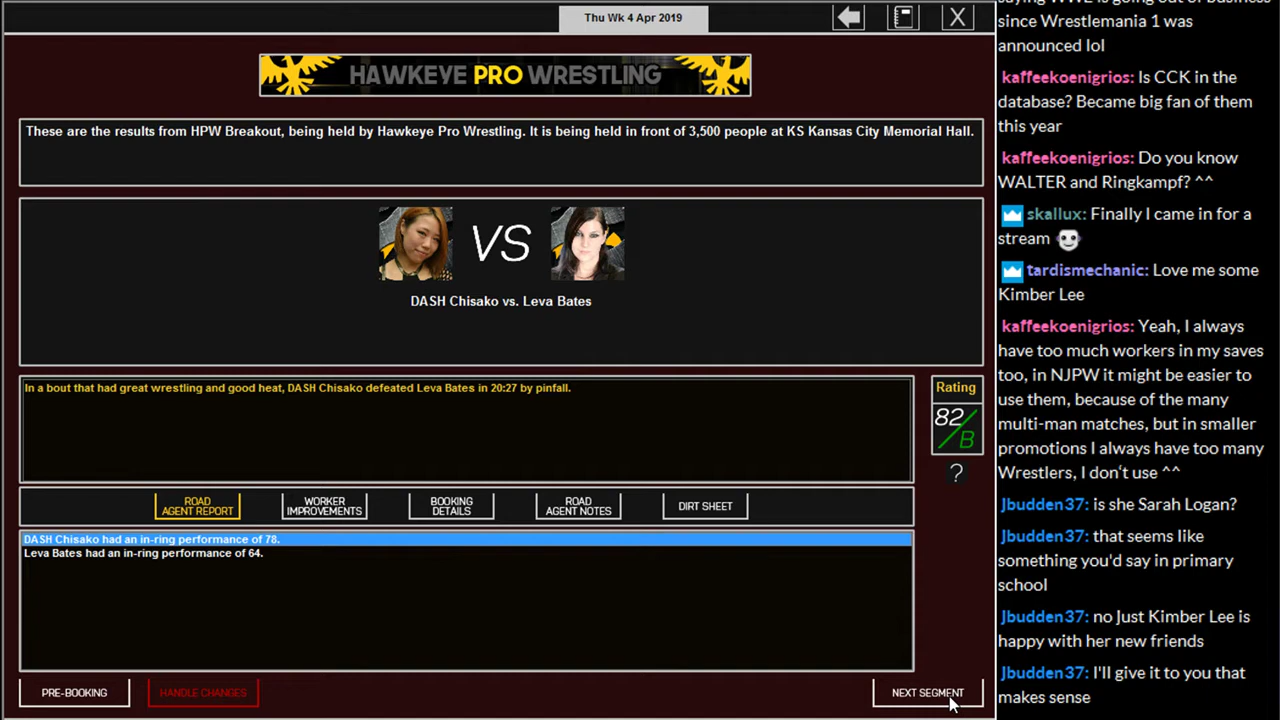 Thu Wk 4 Apr 2019
HAWKEYE PRO WRESTLING
These are the results from HPW Breakout, being held by Hawkeye Pro Wrestling. It is being held in front of 3,500 people at KS Kansas City Memorial Hall.
VS
DASH Chisako vs. Leva Bates
In a bout that had great wrestling and good heat, DASH Chisako defeated Leva Bates in 20:27 by pinfall.
Rating
82/B
?
ROAD
AGENT REPORT
WORKER
IMPROVEMENTS
BOOKING
DETAILS
ROAD
AGENT NOTES
DIRT SHEET
DASH Chisako had an in-ring performance of 78.
Leva Bates had an in-ring performance of 64.
PRE-BOOKING
HANDLE CHANGES
NEXT SEGMENT
saying WWE is going out of business
since Wrestlemania 1 was
announced lol
kaffeekoenigrios: Is CCK in the
database? Became big fan of them
this year
kaffeekoenigrios: Do you know
WALTER and Ringkampf? ^^
skallux: Finally I came in for a
stream
tardismechanic: Love me some
Kimber Lee
kaffeekoenigrios: Yeah, I always
have too much workers in my saves
too, in NJPW it might be easier to
use them, because of the many
multi-man matches, but in smaller
promotions I always have too many
Wrestlers, I don't use ^^
Jbudden37: is she Sarah Logan?
Jbudden37: that seems like
something you'd say in primary
school
Jbudden37: no Just Kimber Lee is
happy with her new friends
Jbudden37: I'll give it to you that
makes sense